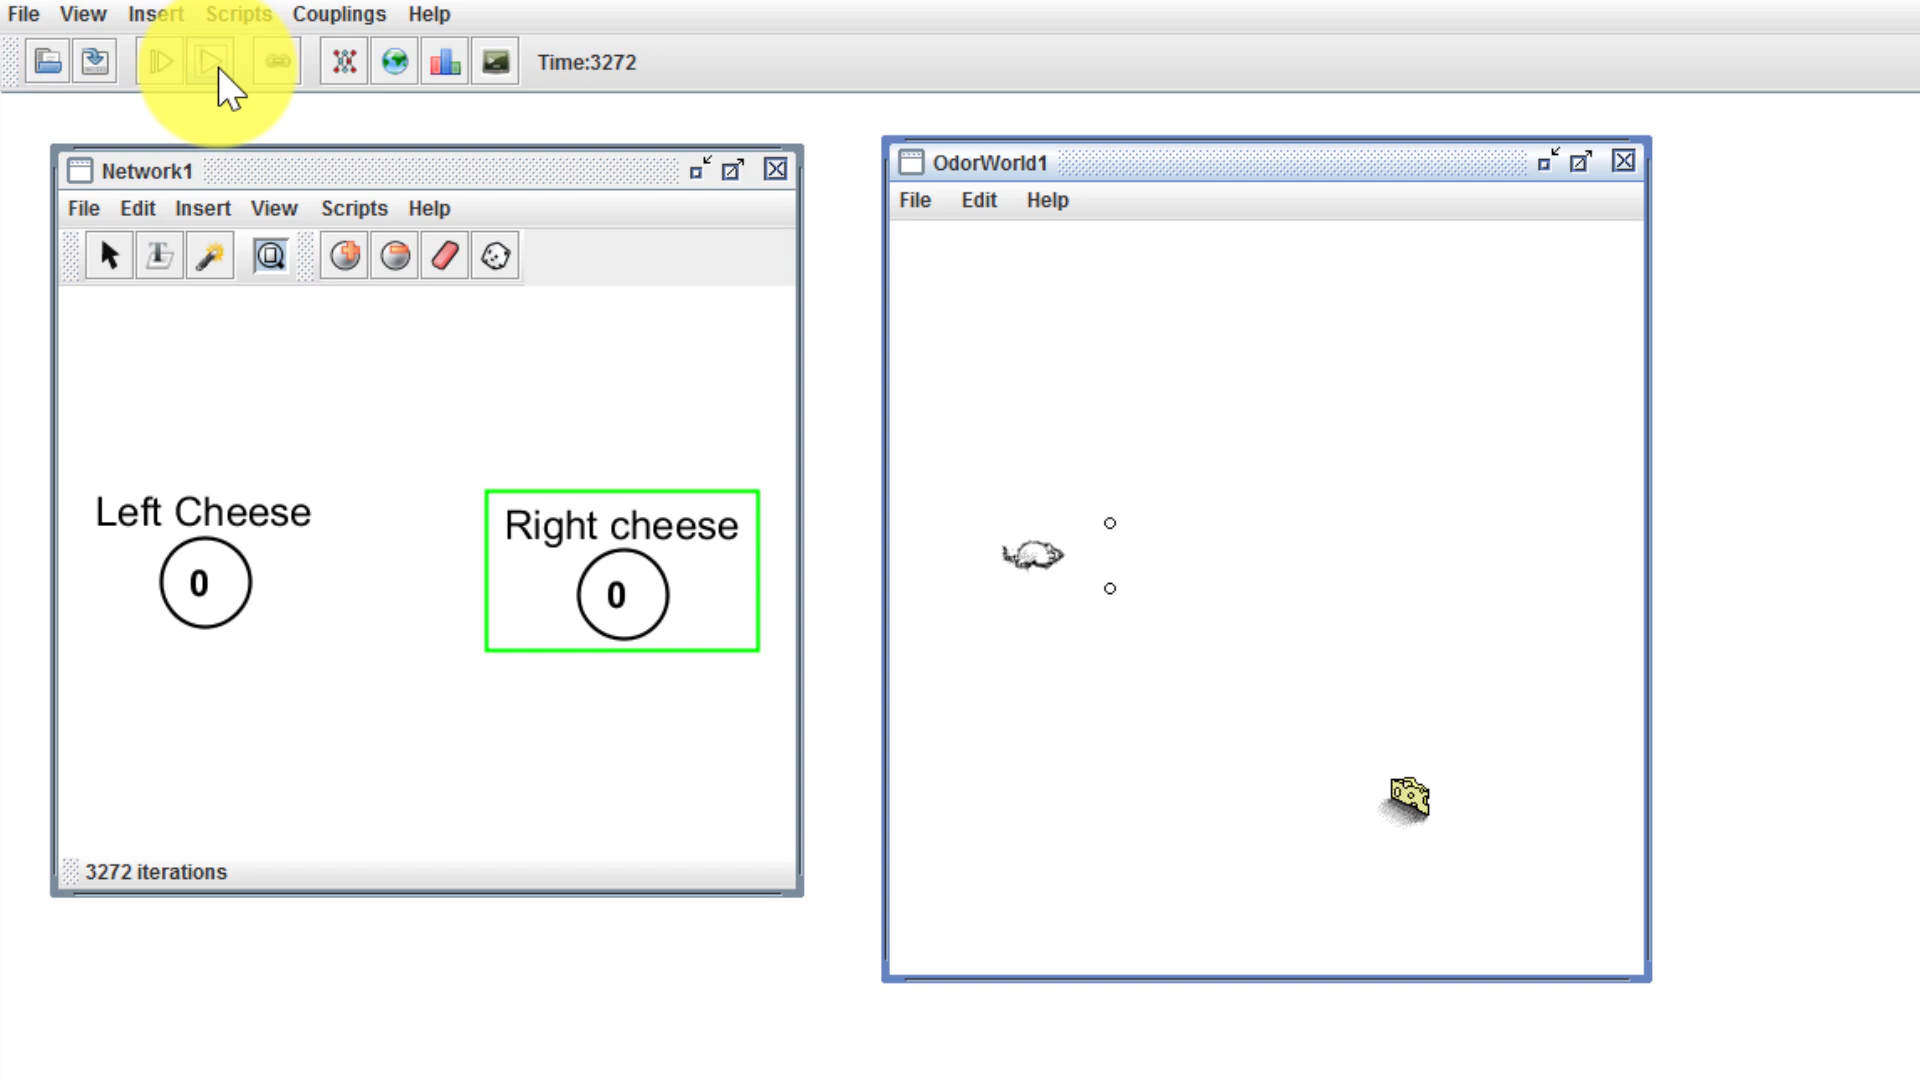 File View Insert Scripts Couplings Help
Time:3272
Network1
File Edit Insert View Scripts Help
Left Cheese
0
Right cheese
0
3272 iterations
OdorWorld1
File Edit Help